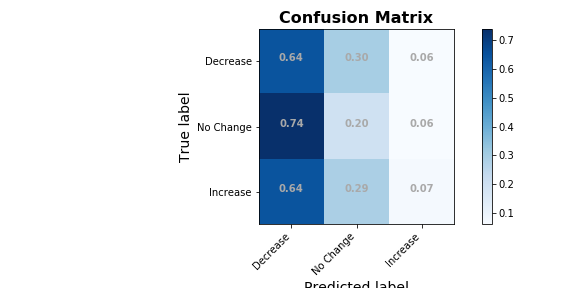 Confusion Matrix
Decrease 0.64 0.30 0.06
No Change 0.74 0.20 0.06
Increase 0.64 0.29 0.07
True label
Decrease No Change Increase
Predicted label
0.7
0.6
0.5
0.4
0.3
0.2
0.1